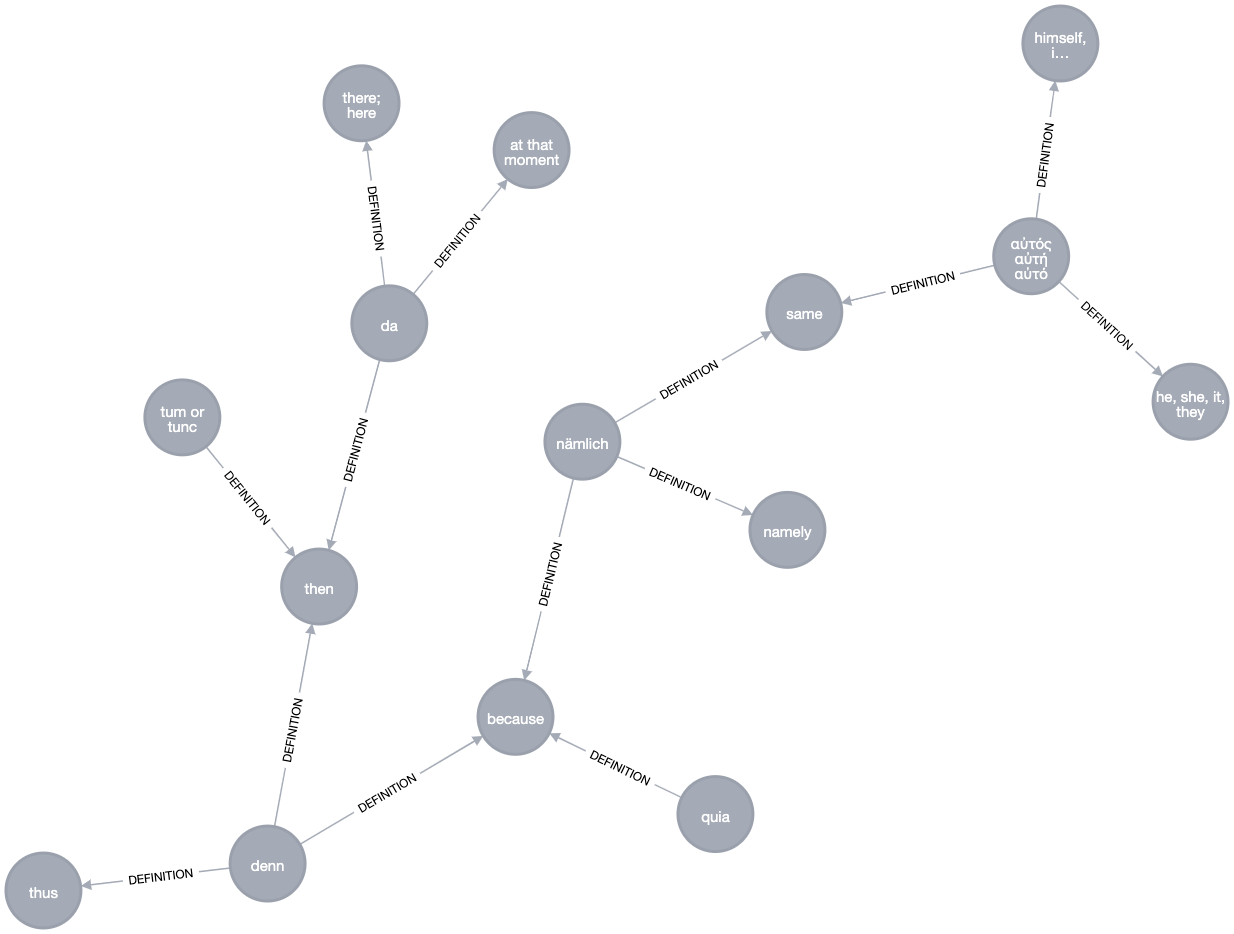 himself,
i...
there;
here
at that
moment
DEFINITION
DEFINITION
DEFINITION
αὐτός
αὐτή
αὐτό
DEFINITION
same
da
DEFINITION
DEFINITION
he, she, it,
they
tum or
tunc
DEFINITION
nämlich
DEFINITION
DEFINITION
namely
DEFINITION
then
DEFINITION
because
DEFINITION
DEFINITION
DEFINITION
quia
denn
DEFINITION
thus